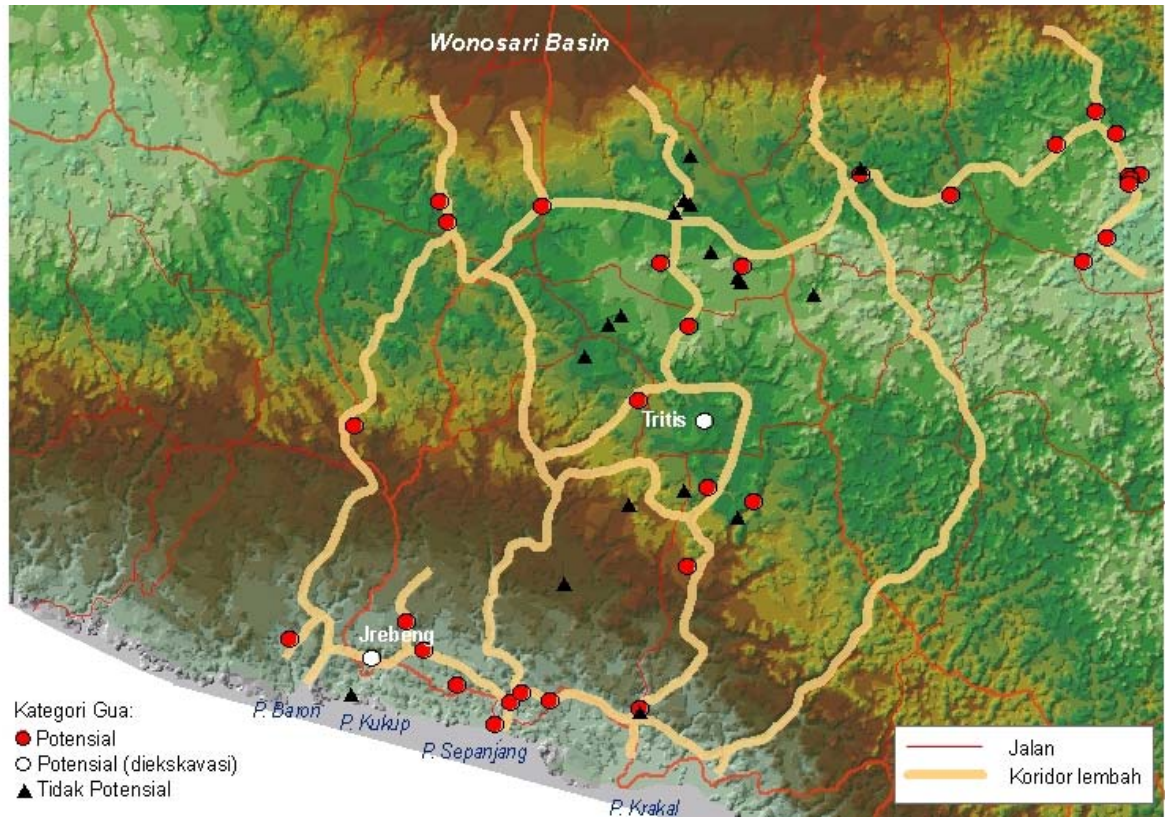 Wonosari Basin
Tritis
Jrebeng
P. Baron
P. Kukup
P. Sepanjang
P. Krakal
Kategori Gua:
Potensial
Potensial (diekskavasi)
Tidak Potensial
Jalan
Koridor lembah